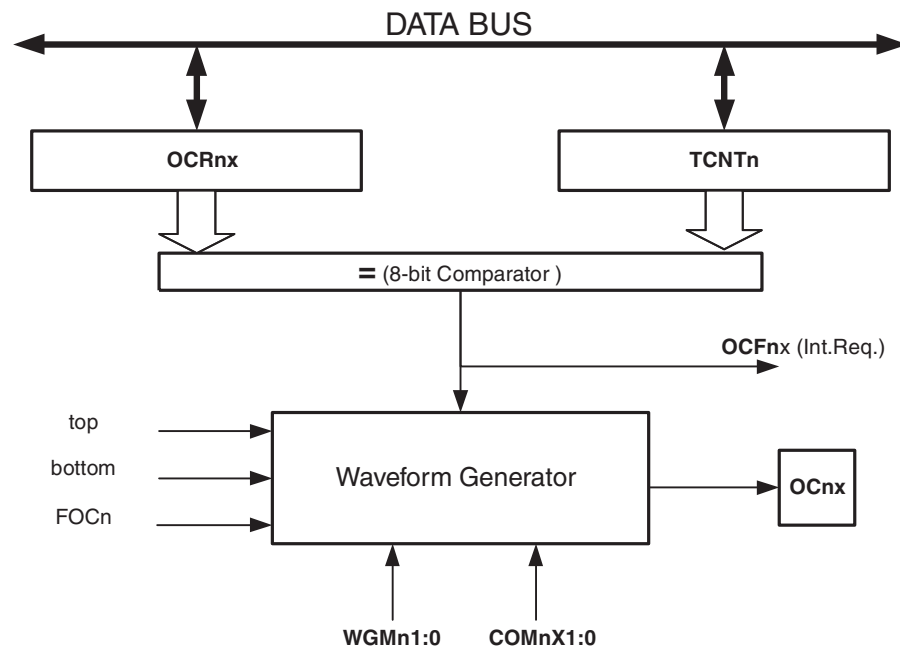 DATA BUS
OCRnx
TCNTn
= (8-bit Comparator )
OCFnx (Int.Req.)
top
bottom
FOCn
Waveform Generator
OCnx
WGMn1:0
COMnX1:0